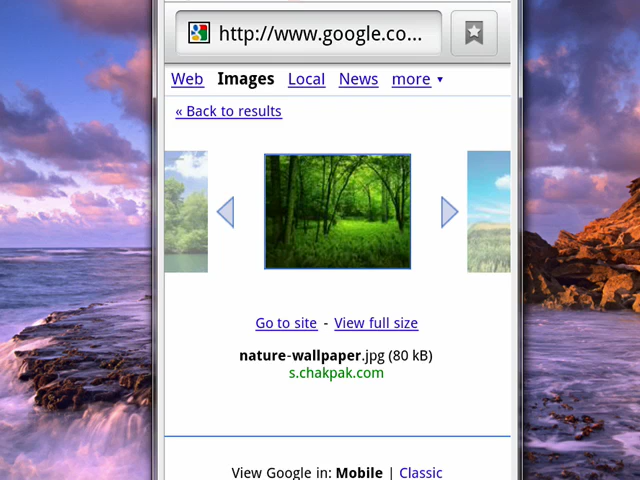 http://www.google.co...
Web Images Local News more ▾
« Back to results
Go to site - View full size
nature-wallpaper.jpg (80 kB)
s.chakpak.com
View Google in: Mobile | Classic